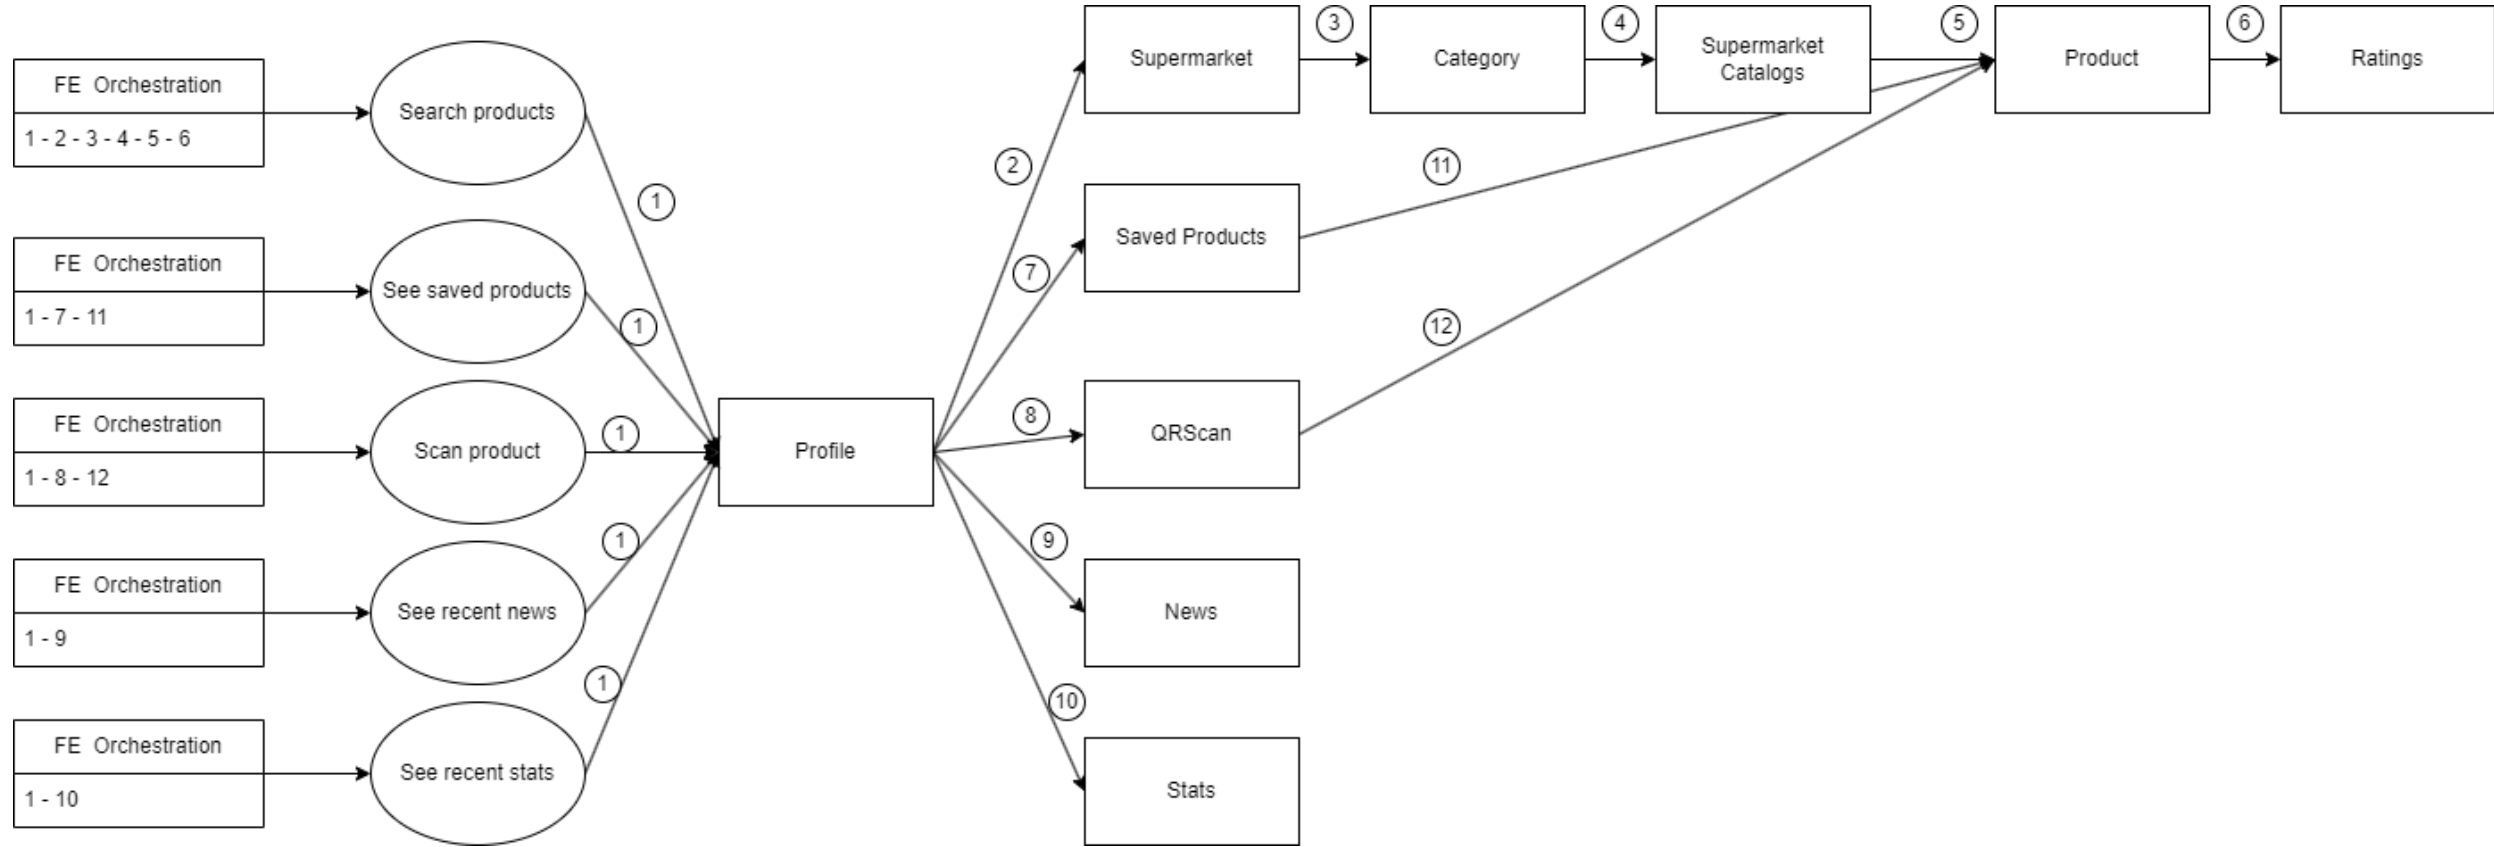 FE Orchestration
1 - 2 - 3 - 4 - 5 - 6
Search products
1
FE Orchestration
1 - 7 - 11
See saved products
1
FE Orchestration
1 - 8 - 12
Scan product
1
FE Orchestration
1 - 9
See recent news
1
FE Orchestration
1 - 10
See recent stats
1
Profile
2
Supermarket
3
Category
4
Supermarket
Catalogs
5
Product
6
Ratings
7
Saved Products
11
8
QRScan
12
9
News
10
Stats